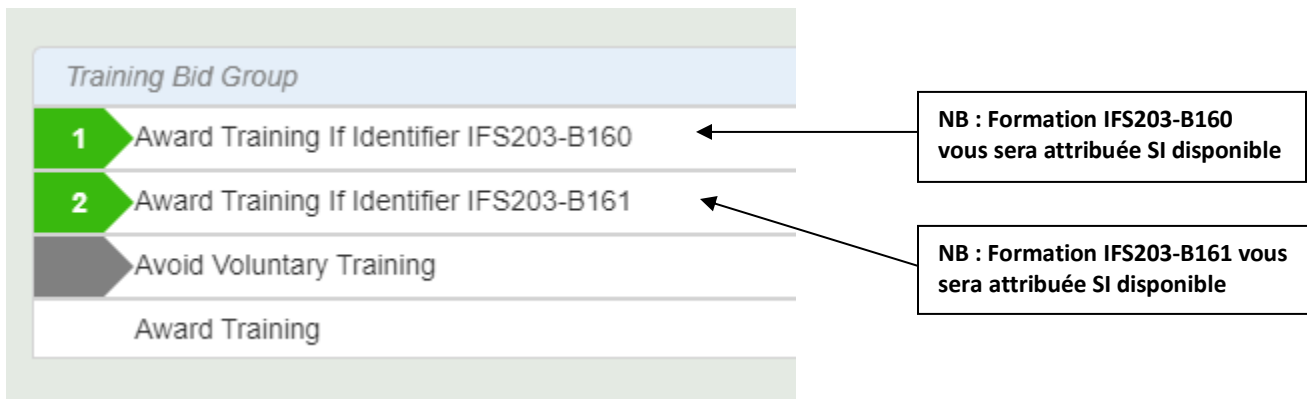 Training Bid Group
1 Award Training If Identifier IFS203-B160
NB : Formation IFS203-B160
vous sera attribuée SI disponible
2 Award Training If Identifier IFS203-B161
NB : Formation IFS203-B161 vous
sera attribuée SI disponible
Avoid Voluntary Training
Award Training